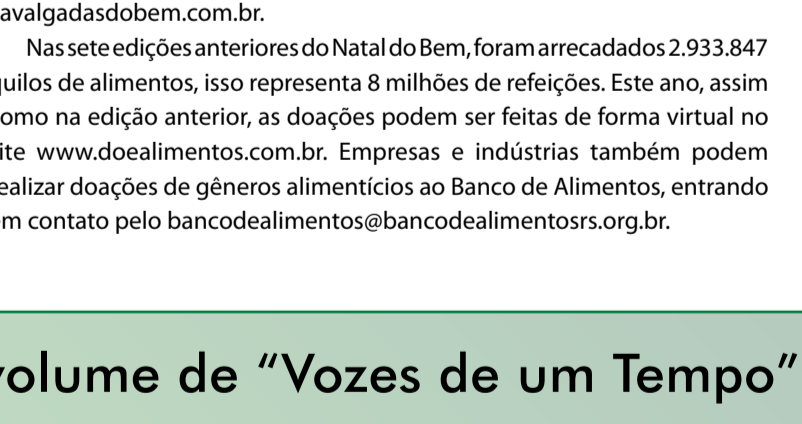 avalgadasdobem.com.br.
Nas sete edições anteriores do Natal do Bem, foram arrecadados 2.933.847
quilos de alimentos, isso representa 8 milhões de refeições. Este ano, assim
omo na edição anterior, as doações podem ser feitas de forma virtual no
ite www.doealimentos.com.br. Empresas e indústrias também podem
ealizar doações de gêneros alimentícios ao Banco de Alimentos, entrando
em contato pelo bancodealimentos@bancodealimentosrs.org.br.
volume de “Vozes de um Tempo”